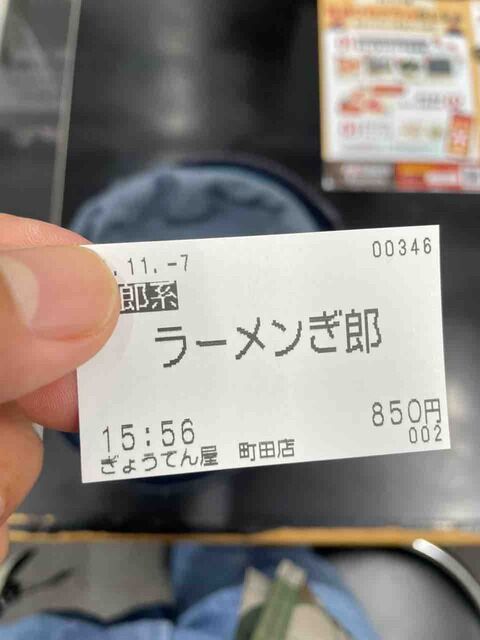 .11.-7
00346
郎系
ラーメンぎ郎
850円
15:56
002
ぎょうてん屋 町田店